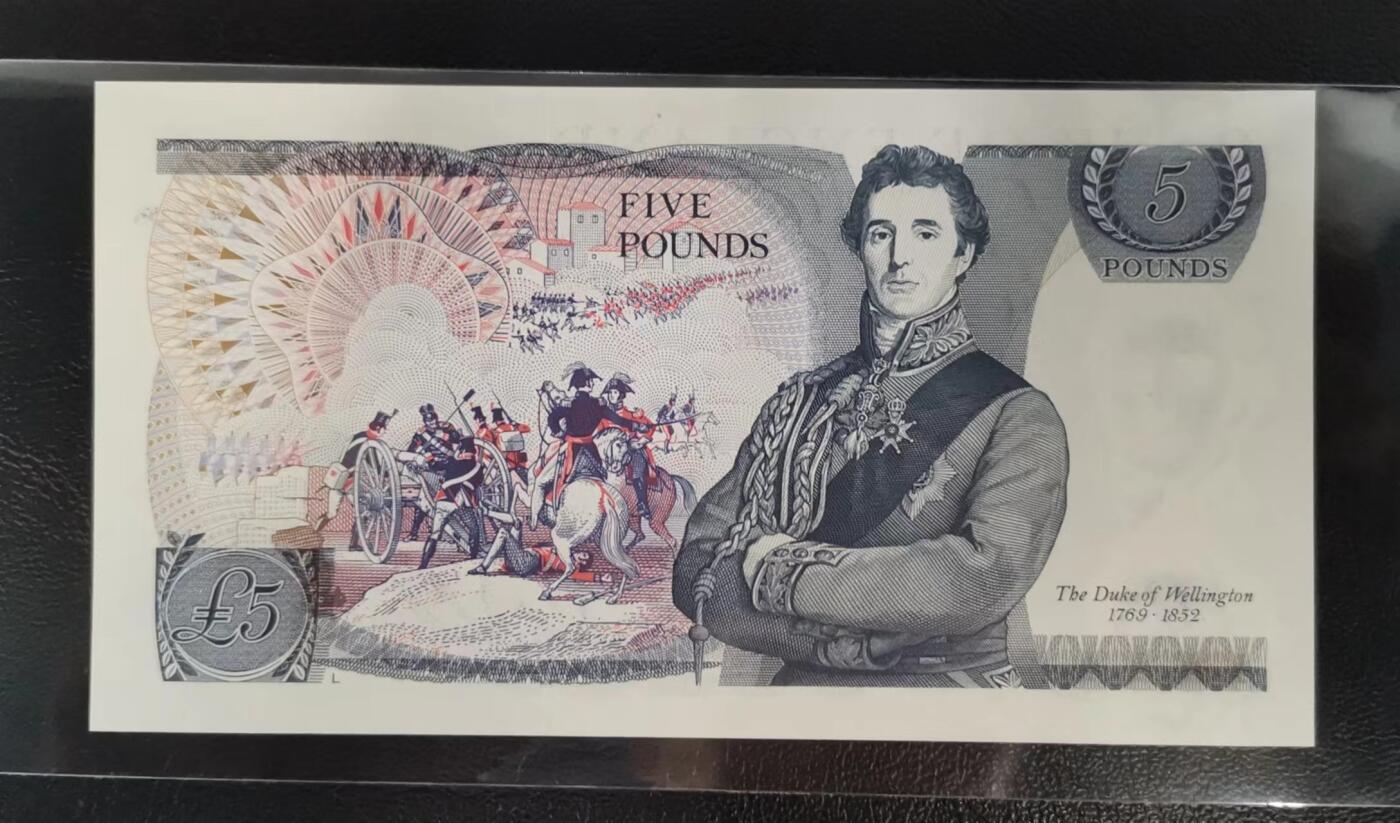 FIVE
POUNDS
5
POUNDS
£5
The Duke of Wellington
1769 · 1852
L